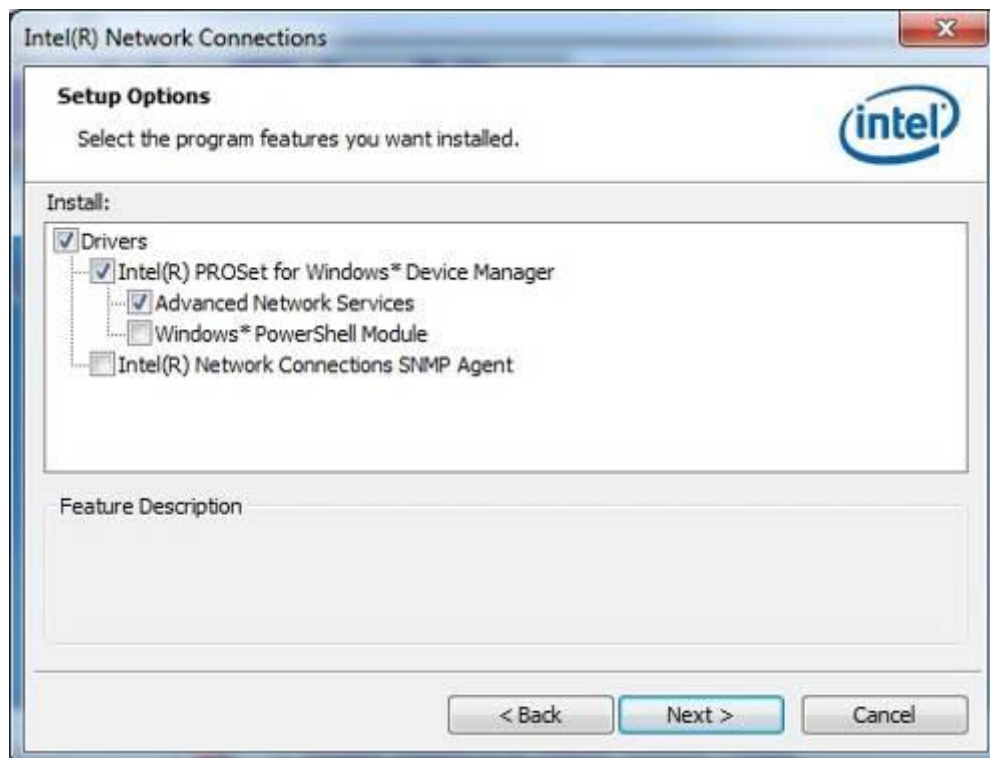 Intel(R) Network Connections
Setup Options
Select the program features you want installed.
intel
Install:
Drivers
Intel(R) PROSet for Windows* Device Manager
Advanced Network Services
Windows* PowerShell Module
Intel(R) Network Connections SNMP Agent
Feature Description
< Back Next > Cancel